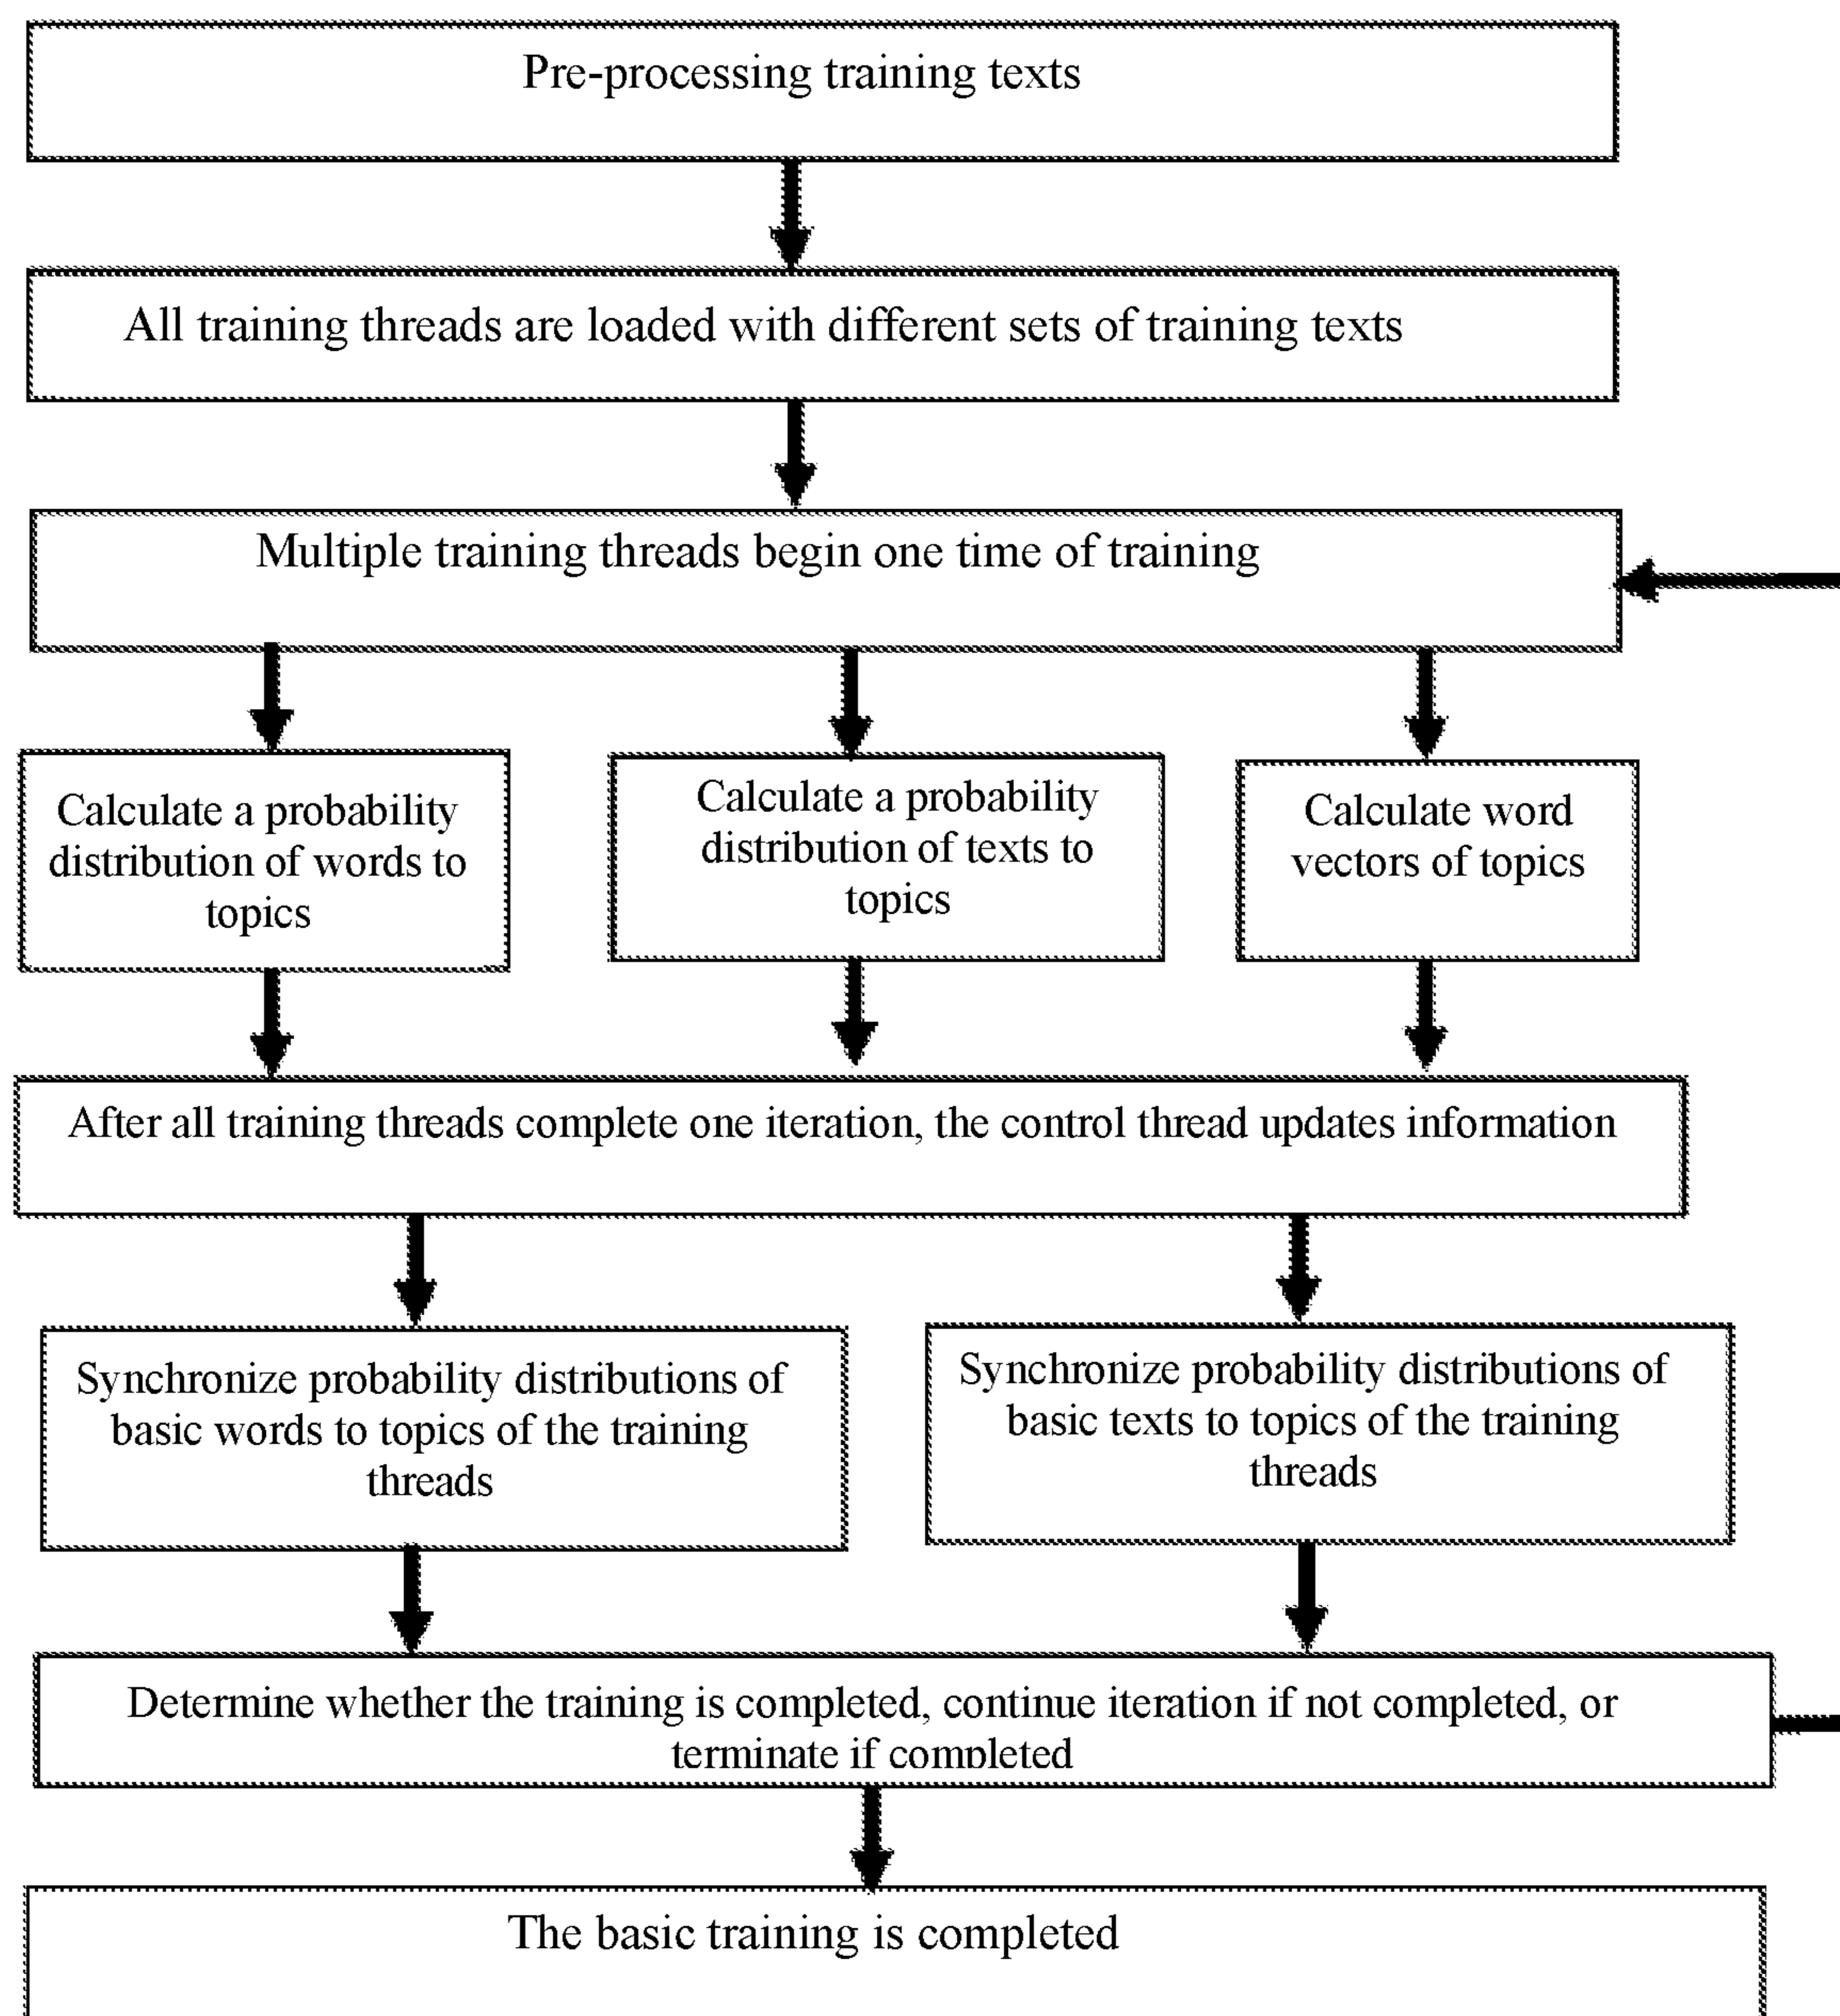 Pre-processing training texts
All training threads are loaded with different sets of training texts
Multiple training threads begin one time of training
Calculate a probability
distribution of words to
topics
Calculate a probability
distribution of texts to
topics
Calculate word
vectors of topics
After all training threads complete one iteration, the control thread updates information
Synchronize probability distributions of
basic words to topics of the training
threads
Synchronize probability distributions of
basic texts to topics of the training
threads
Determine whether the training is completed, continue iteration if not completed, or
terminate if completed
The basic training is completed